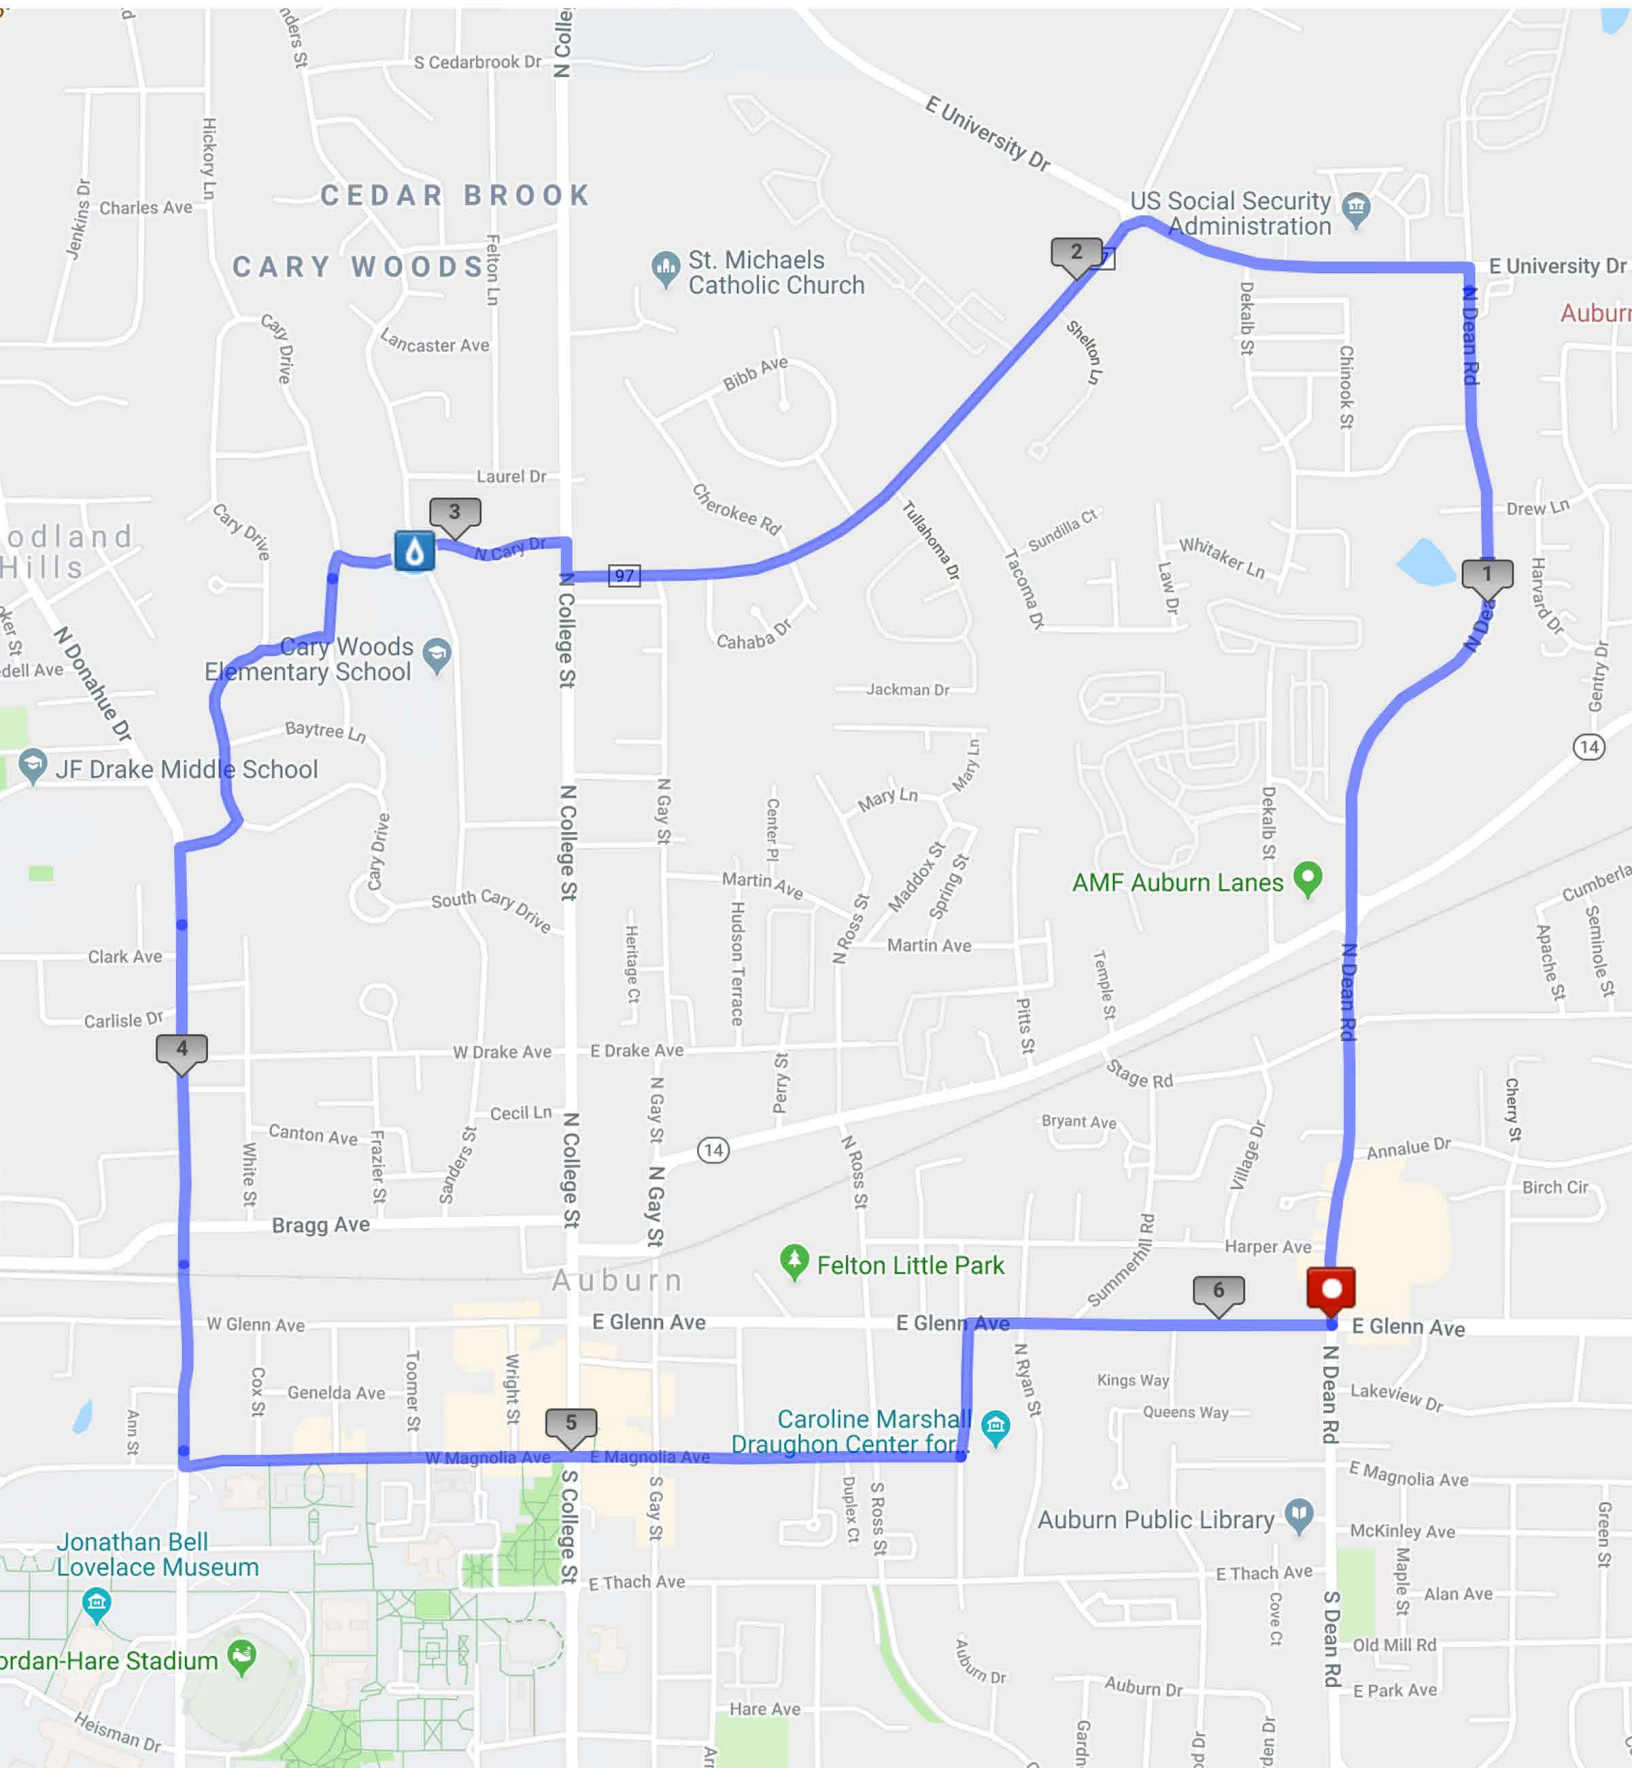 S Cedarbrook Dr
N Colle
E University Dr
Hickory Ln
Jenkins Dr
Charles Ave
CEDAR BROOK
CARY WOODS
Felton Ln
St. Michaels
Catholic Church
US Social Security
Administration
2
E University Dr
N Dean Rd
Dekalb St
Chinook St
Shelton Ln
Cary Drive
Lancaster Ave
Bibb Ave
Laurel Dr
Cherokee Rd
3
N Cary Dr
97
Cary Drive
Tullahoma Dr
Sundilla Ct
Tacoma Dr
Whitaker Ln
Law Dr
Drew Ln
1
N Dea
Harvard Dr
Gentry Dr
14
odland
Hills
N Donahue Dr
dell Ave
Cary Woods
Elementary School
N College St
Cahaba Dr
Jackman Dr
Baytree Ln
JF Drake Middle School
Mary Ln
Mary Ln
N College St
N Gay St
Center Pl
Maddox St
Spring St
Dekalb St
AMF Auburn Lanes
Cary Drive
South Cary Drive
Martin Ave
Martin Ave
N Ross St
Hudson Terrace
Heritage Ct
Clark Ave
Carlisle Dr
4
Temple St
Pitts St
N Dean Rd
Apache St
Seminole St
W Drake Ave
E Drake Ave
Perry St
N Gay St
Stage Rd
Cecil Ln
Canton Ave
Frazier St
Sanders St
White St
N College St
14
N Gay St
N Ross St
Bryant Ave
Village Dr
Cherry St
Annalue Dr
Birch Cir
Bragg Ave
Auburn
Felton Little Park
Summerhill Rd
Harper Ave
6
W Glenn Ave
E Glenn Ave
E Glenn Ave
E Glenn Ave
Cox St
Genelda Ave
Toomer St
Wright St
Ann St
5
N Ryan St
Kings Way
Queens Way
N Dean Rd
Lakeview Dr
Caroline Marshall
Draughon Center for...
W Magnolia Ave
E Magnolia Ave
E Magnolia Ave
S College St
S Gay St
Duplex Ct
S Ross St
Auburn Public Library
McKinley Ave
Green St
Maple St
Jonathan Bell
Lovelace Museum
E Thach Ave
E Thach Ave
Cove Ct
Alan Ave
S Dean Rd
Old Mill Rd
ordan-Hare Stadium
Auburn Dr
Auburn Dr
E Park Ave
Hare Ave
Heisman Dr